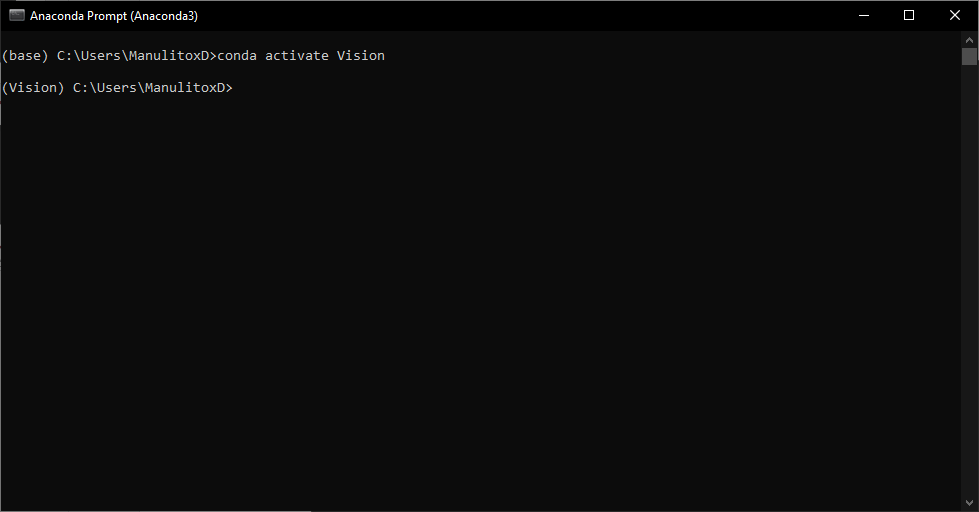 Anaconda Prompt (Anaconda3)
(base) C:\Users\ManulitoxD>conda activate Vision
(Vision) C:\Users\ManulitoxD>